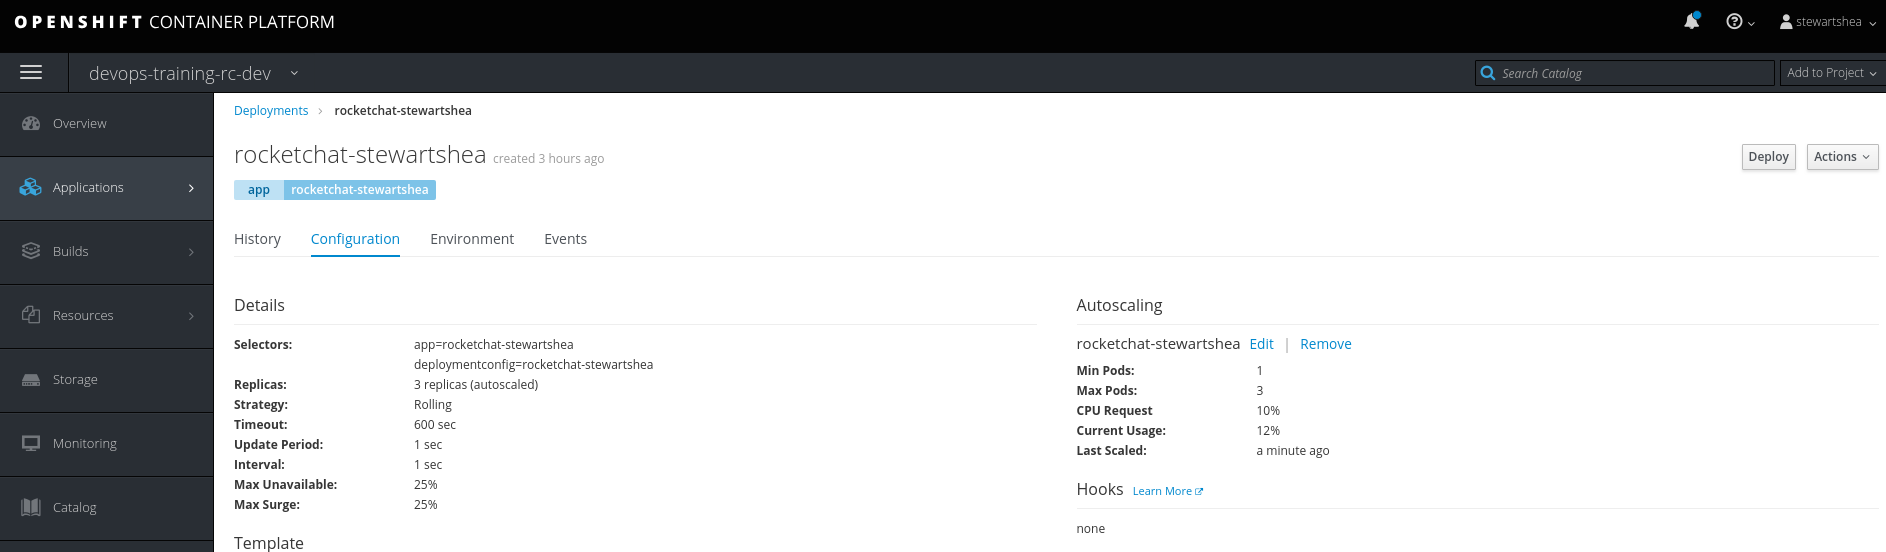 OPENSHIFT CONTAINER PLATFORM
stewartshea
devops-training-rc-dev
Search Catalog
Add to Project
Overview
Applications
Builds
Resources
Storage
Monitoring
Catalog
Deployments > rocketchat-stewartshea
rocketchat-stewartshea created 3 hours ago
Deploy
Actions
app rocketchat-stewartshea
History Configuration Environment Events
Details
Selectors: app=rocketchat-stewartshea
deploymentconfig=rocketchat-stewartshea
Replicas: 3 replicas (autoscaled)
Strategy: Rolling
Timeout: 600 sec
Update Period: 1 sec
Interval: 1 sec
Max Unavailable: 25%
Max Surge: 25%
Template
Autoscaling
rocketchat-stewartshea Edit | Remove
Min Pods: 1
Max Pods: 3
CPU Request 10%
Current Usage: 12%
Last Scaled: a minute ago
Hooks Learn More
none